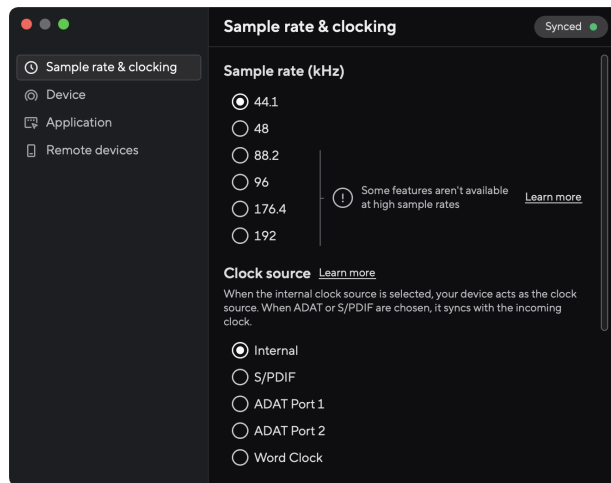 Sample rate & clocking
Synced
Sample rate & clocking
Device
Application
Remote devices
Sample rate (kHz)
44.1
48
88.2
96
176.4
192
Some features aren't available
at high sample rates
Learn more
Clock source Learn more
When the internal clock source is selected, your device acts as the clock
source. When ADAT or S/PDIF are chosen, it syncs with the incoming
clock.
Internal
S/PDIF
ADAT Port 1
ADAT Port 2
Word Clock